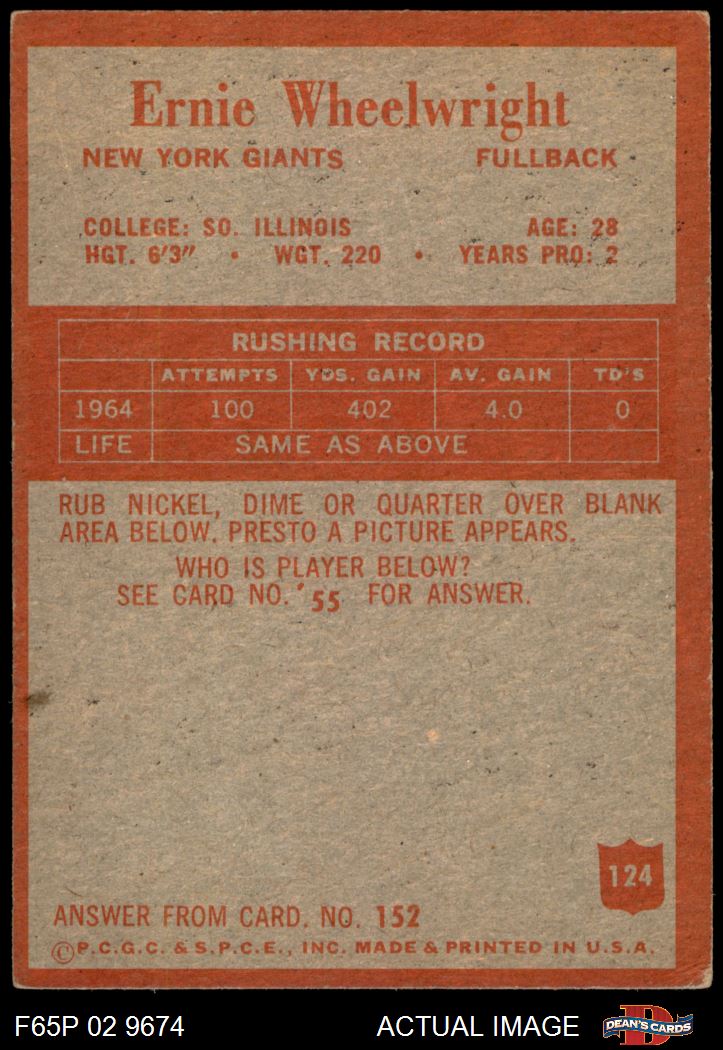 Ernie Wheelwright
NEW YORK GIANTS FULLBACK
COLLEGE: SO. ILLINOIS AGE: 28
HGT. 6'3" • WGT. 220 • YEARS PRO: 2
RUSHING RECORD
ATTEMPTS YDS. GAIN AV. GAIN TD'S
1964 100 402 4.0 0
LIFE SAME AS ABOVE
RUB NICKEL, DIME OR QUARTER OVER BLANK
AREA BELOW. PRESTO A PICTURE APPEARS.
WHO IS PLAYER BELOW?
SEE CARD NO. 55 FOR ANSWER.
124
ANSWER FROM CARD. NO. 152
©P.C.G.C. & S.P.C.E., INC. MADE & PRINTED IN U.S.A.
F65P 02 9674 ACTUAL IMAGE DEAN'S CARDS